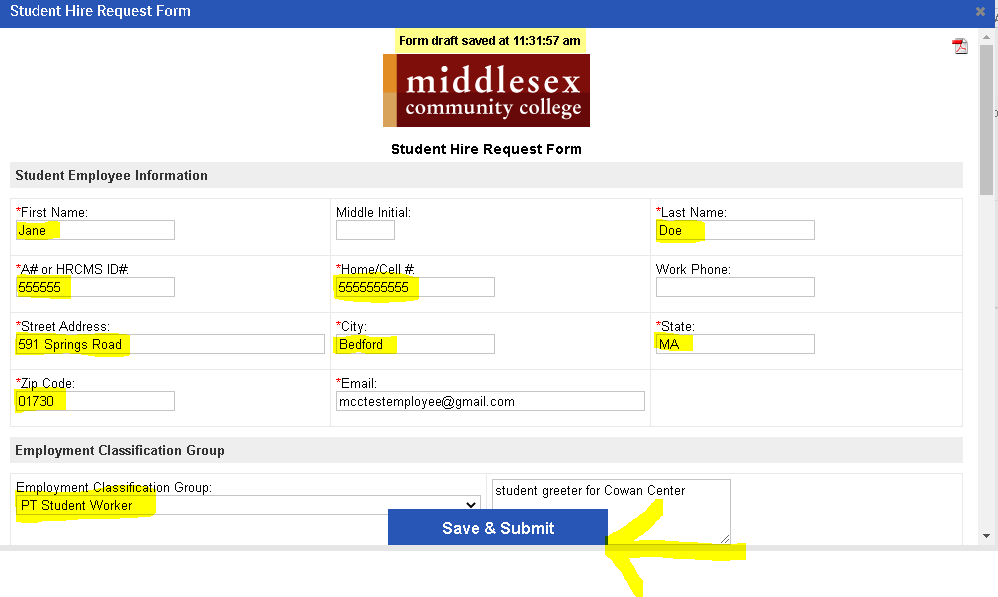 Student Hire Request Form
Form draft saved at 11:31:57 am
middlesex
community college
Student Hire Request Form
Student Employee Information
*First Name: Middle Initial: *Last Name:
Jane Doe
*A# or HRCMS ID#: *Home/Cell #: Work Phone:
555555 5555555555
*Street Address: *City: *State:
591 Springs Road Bedford MA
*Zip Code: *Email:
01730 mcctestemployee@gmail.com
Employment Classification Group
Employment Classification Group: student greeter for Cowan Center
PT Student Worker
Save & Submit